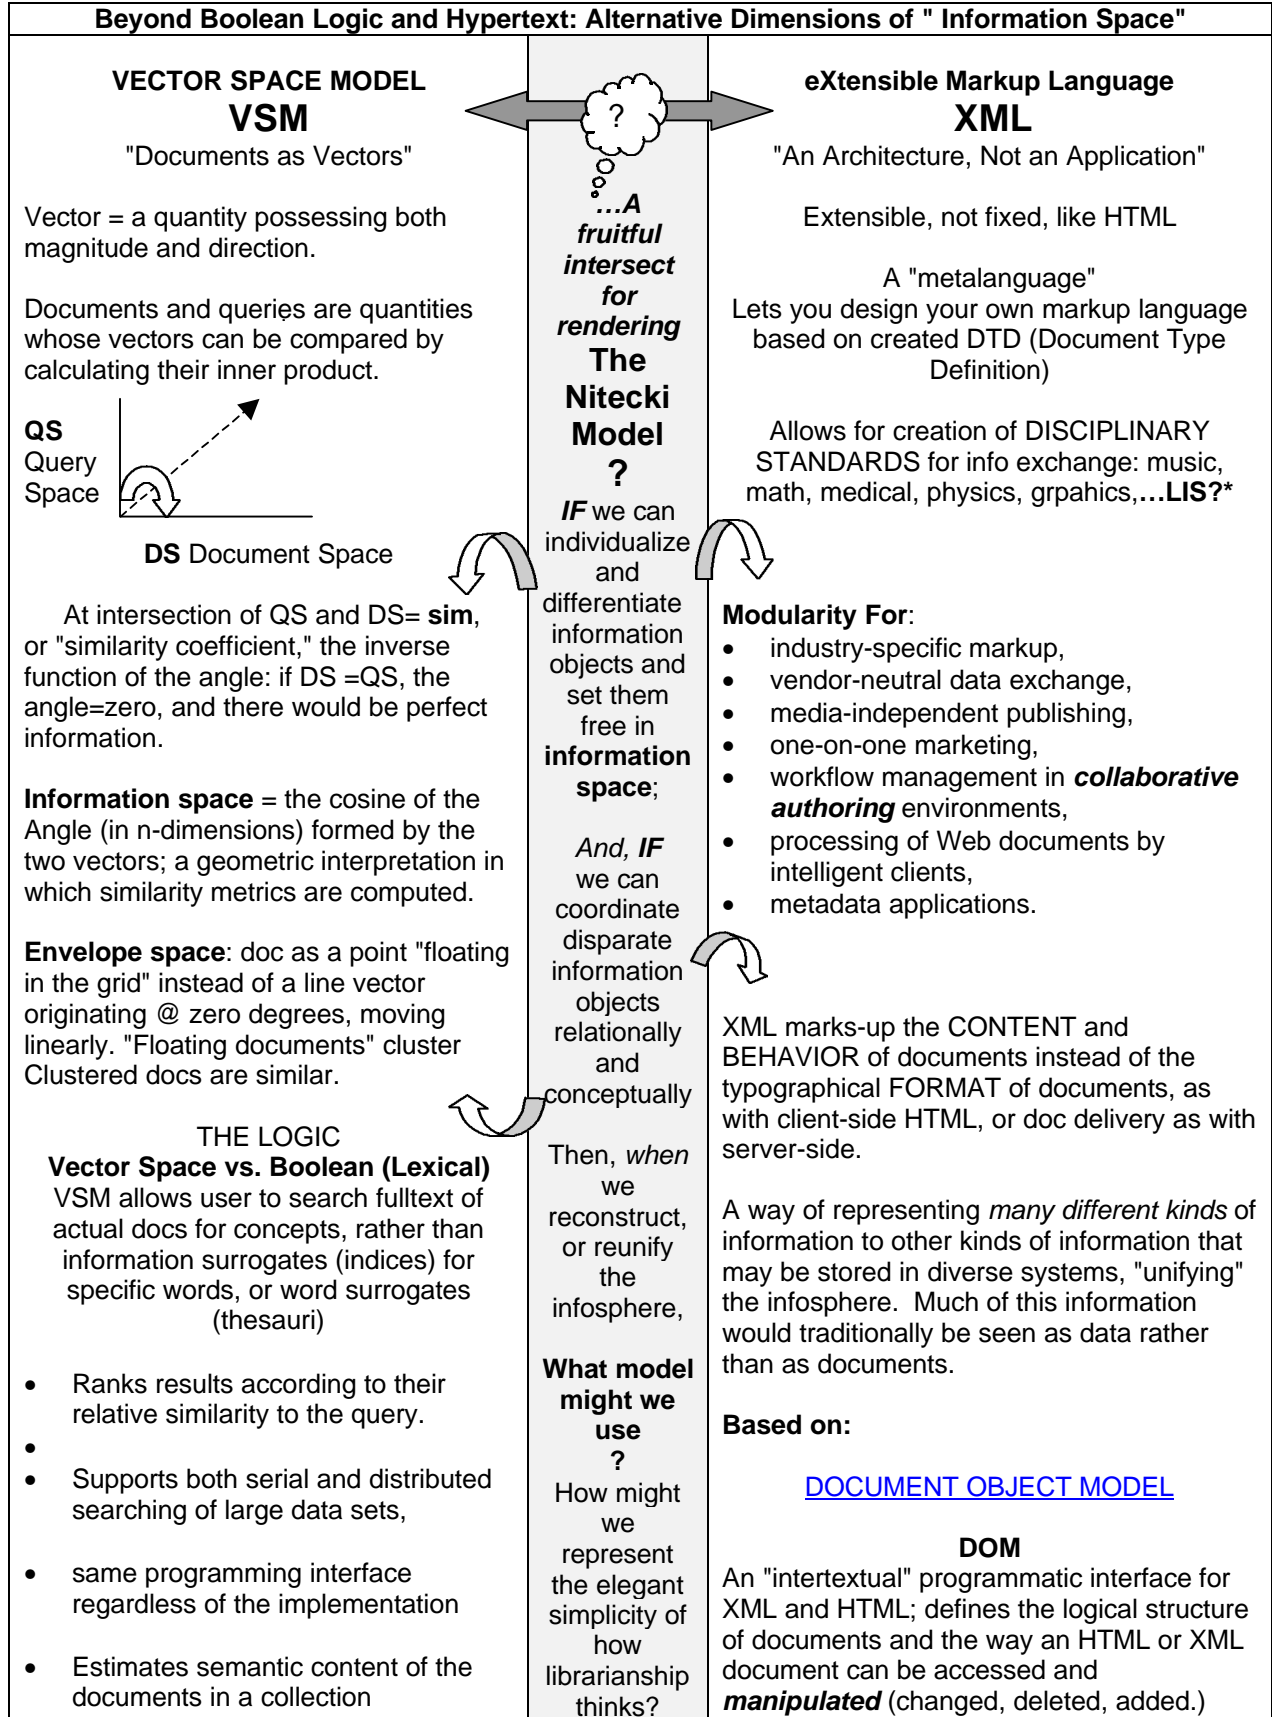 Beyond Boolean Logic and Hypertext: Alternative Dimensions of " Information Space"
VECTOR SPACE MODEL
VSM
"Documents as Vectors"
Vector = a quantity possessing both
magnitude and direction.
Documents and queries are quantities
whose vectors can be compared by
calculating their inner product.
QS
Query
Space
DS Document Space
At intersection of QS and DS= sim,
or "similarity coefficient," the inverse
function of the angle: if DS =QS, the
angle=zero, and there would be perfect
information.
Information space = the cosine of the
Angle (in n-dimensions) formed by the
two vectors; a geometric interpretation in
which similarity metrics are computed.
Envelope space: doc as a point "floating
in the grid" instead of a line vector
originating @ zero degrees, moving
linearly. "Floating documents" cluster
Clustered docs are similar.
THE LOGIC
Vector Space vs. Boolean (Lexical)
VSM allows user to search fulltext of
actual docs for concepts, rather than
information surrogates (indices) for
specific words, or word surrogates
(thesauri)
• Ranks results according to their
relative similarity to the query.
•
• Supports both serial and distributed
searching of large data sets,
• same programming interface
regardless of the implementation
• Estimates semantic content of the
documents in a collection
?
…A
fruitful
intersect
for
rendering
The
Nitecki
Model
?
IF we can
individualize
and
differentiate
information
objects and
set them
free in
information
space;
And, IF
we can
coordinate
disparate
information
objects
relationally
and
conceptually
Then, when
we
reconstruct,
or reunify
the
infosphere,
What model
might we
use
?
How might
we
represent
the elegant
simplicity of
how
librarianship
thinks?
eXtensible Markup Language
XML
"An Architecture, Not an Application"
Extensible, not fixed, like HTML
A "metalanguage"
Lets you design your own markup language
based on created DTD (Document Type
Definition)
Allows for creation of DISCIPLINARY
STANDARDS for info exchange: music,
math, medical, physics, grpahics,…LIS?*
Modularity For:
• industry-specific markup,
• vendor-neutral data exchange,
• media-independent publishing,
• one-on-one marketing,
• workflow management in collaborative
authoring environments,
• processing of Web documents by
intelligent clients,
• metadata applications.
XML marks-up the CONTENT and
BEHAVIOR of documents instead of the
typographical FORMAT of documents, as
with client-side HTML, or doc delivery as with
server-side.
A way of representing many different kinds of
information to other kinds of information that
may be stored in diverse systems, "unifying"
the infosphere.  Much of this information
would traditionally be seen as data rather
than as documents.
Based on:
DOCUMENT OBJECT MODEL
DOM
An "intertextual" programmatic interface for
XML and HTML; defines the logical structure
of documents and the way an HTML or XML
document can be accessed and
manipulated (changed, deleted, added.)